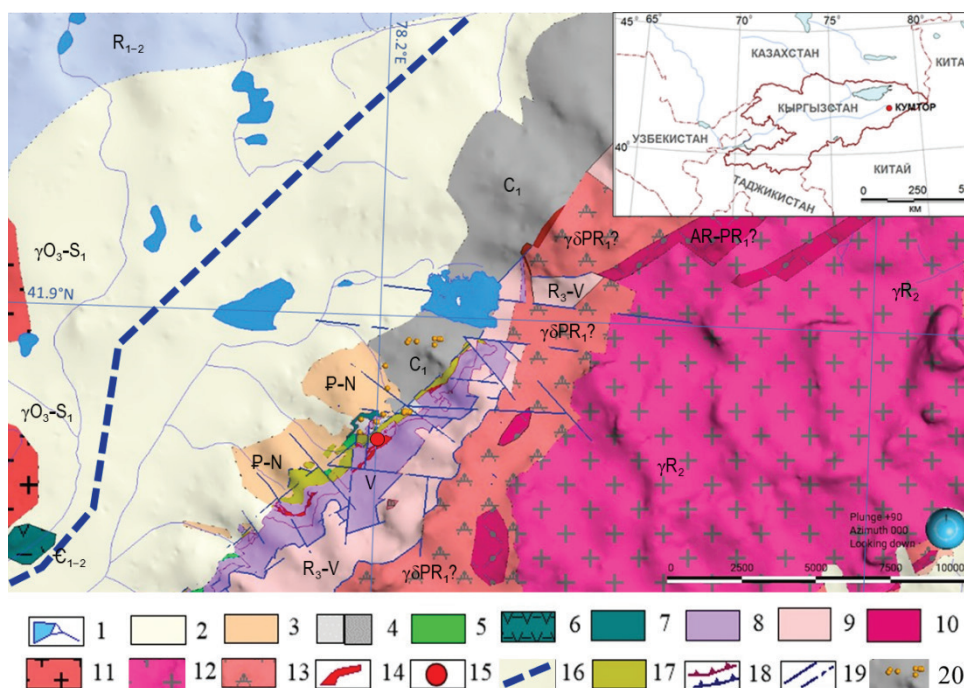 R₁₋₂
78.2°E
45° 65° 70° 75° 80°
КАЗАХСТАН
КИТА
КЫРГЫЗСТАН
КУМТОР
УЗБЕКИСТАН
40°
КИТАЙ
ТАДЖИКИСТАН
0 250 5
КМ
C₁
γδPR₁?
AR-PR₁?
γO₃-S₁
41.9°N
R₃-V
γR₂
γδPR₁?
C₁
₽-N
γO₃-S₁
₽-N
V
γR₂
Plunge +90
Azimuth 000
Looking down
Є₁₋₂
R₃-V
γδPR₁?
0 2500 5000 7500 10000
1 2 3 4 5 6 7 8 9 10
11 12 13 14 15 16 17 18 19 20